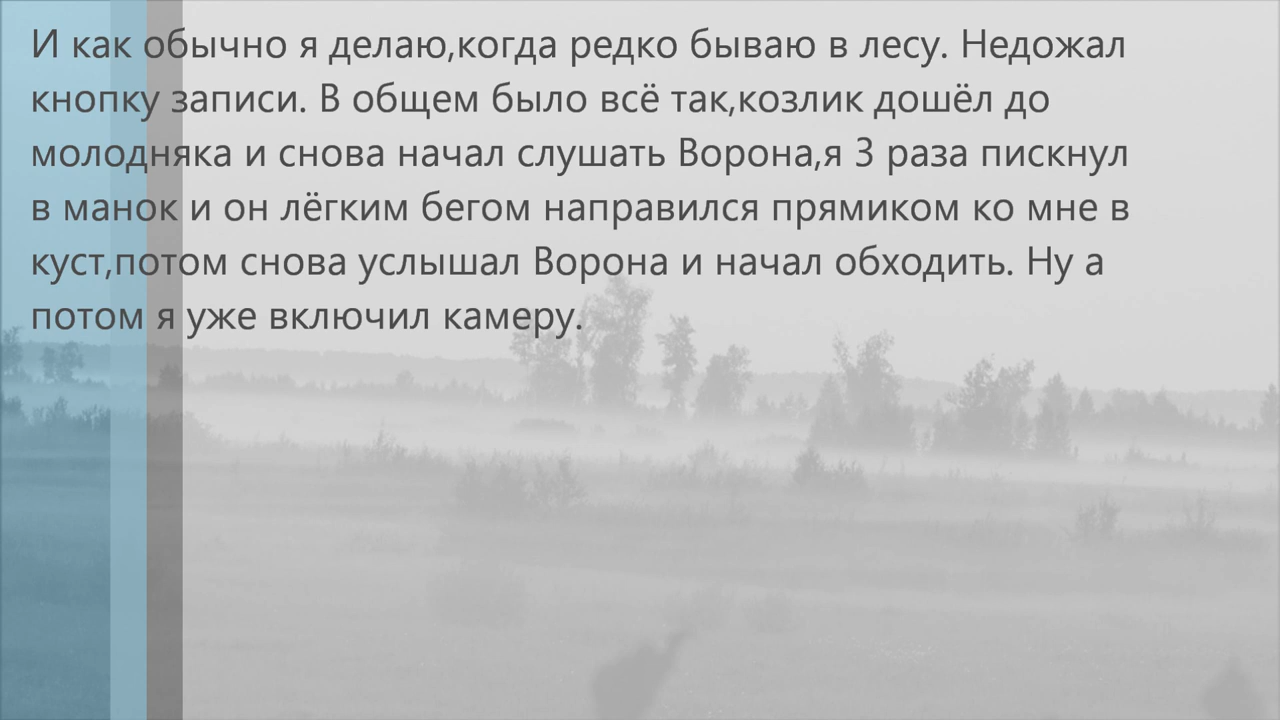 И как обычно я делаю,когда редко бываю в лесу. Недожал
кнопку записи. В общем было всё так,козлик дошёл до
молодняка и снова начал слушать Ворона,я 3 раза пискнул
в манок и он лёгким бегом направился прямиком ко мне в
куст,потом снова услышал Ворона и начал обходить. Ну а
потом я уже включил камеру.